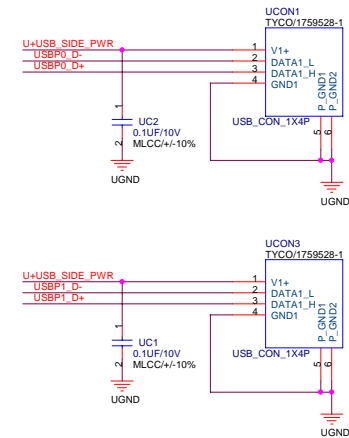 UCON1
TYCO/1759528-1
U+USB_SIDE_PWR
USBP0_D-
USBP0_D+
1
2
3
4
V1+
DATA1_L
DATA1_H
GND1
P_GND1
P_GND2
USB_CON_1X4P
5
6
1
UC2
0.1UF/10V
MLCC/+/-10%
2
UGND
UGND
UCON3
TYCO/1759528-1
U+USB_SIDE_PWR
USBP1_D-
USBP1_D+
1
2
3
4
V1+
DATA1_L
DATA1_H
GND1
P_GND1
P_GND2
USB_CON_1X4P
5
6
1
UC1
0.1UF/10V
MLCC/+/-10%
2
UGND
UGND